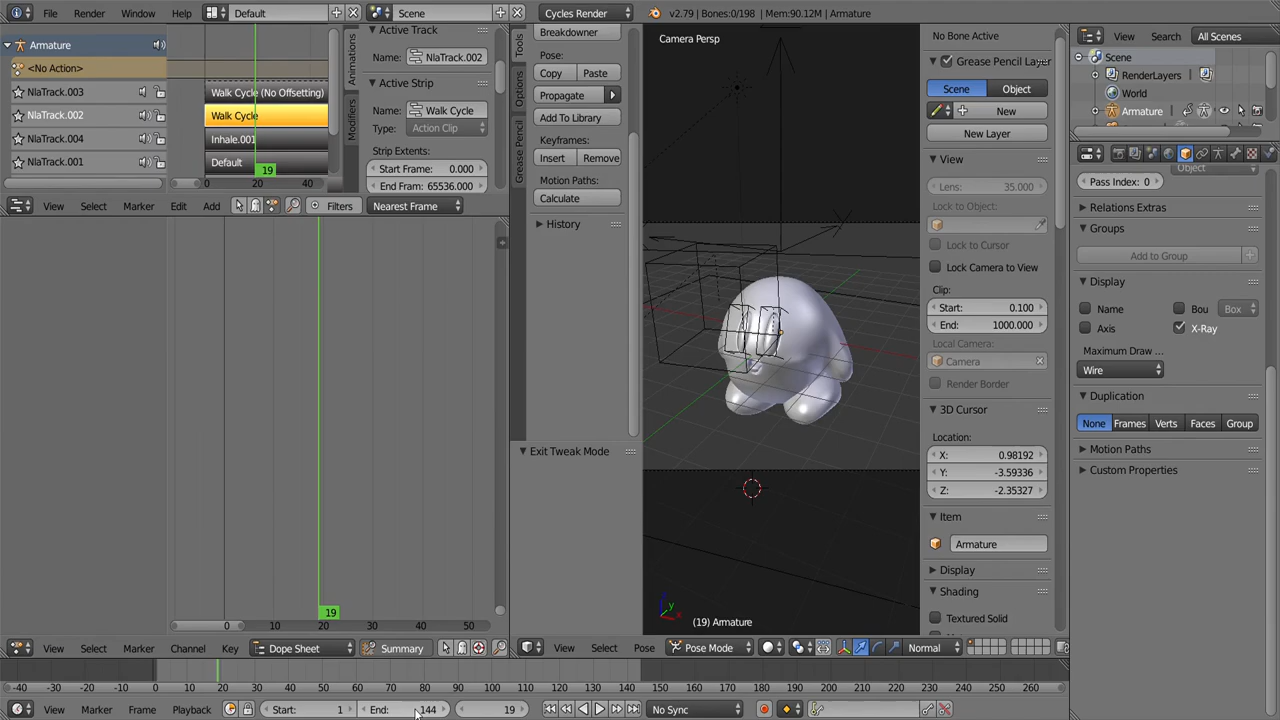 File Render Window Help Default Scene Cycles Render v2.79 | Bones:0/198 | Mem:90.12M | Armature
Armature
<No Action>
NlaTrack.003
NlaTrack.002
NlaTrack.004
NlaTrack.001
Walk Cycle (No Offsetting)
Walk Cycle
Inhale.001
Default
19
0 20 40
Active Track
Name: NlaTrack.002
Active Strip
Name: Walk Cycle
Type: Action Clip
Strip Extents:
Start Frame: 0.000
End Fram: 65536.000
Animations
Modifiers
View Select Marker Edit Add Filters Nearest Frame
19
0 10 20 30 40 50
View Select Marker Channel Key Dope Sheet Summary
Tools
Options
Grease Pencil
Breakdowner
Pose:
Copy Paste
Propagate
Add To Library
Keyframes:
Insert Remove
Motion Paths:
Calculate
History
Exit Tweak Mode
Camera Persp
y
x
(19) Armature
View Select Pose Pose Mode Normal
No Bone Active
Grease Pencil Layer
Scene Object
New
New Layer
View
Lens: 35.000
Lock to Object:
Lock to Cursor
Lock Camera to View
Clip:
Start: 0.100
End: 1000.000
Local Camera:
Camera
Render Border
3D Cursor
Location:
X: 0.98192
Y: -3.59336
Z: -2.35327
Item
Armature
Display
Shading
Textured Solid
View Search All Scenes
Scene
RenderLayers
World
Armature
Object
Pass Index: 0
Relations Extras
Groups
Add to Group
Display
Name Bou Box
Axis X-Ray
Maximum Draw ...
Wire
Duplication
None Frames Verts Faces Group
Motion Paths
Custom Properties
-40 -30 -20 -10 0 10 20 30 40 50 60 70 80 90 100 110 120 130 140 150 160 170 180 190 200 210 220
View Marker Frame Playback Start: 1 End: 144 19 No Sync